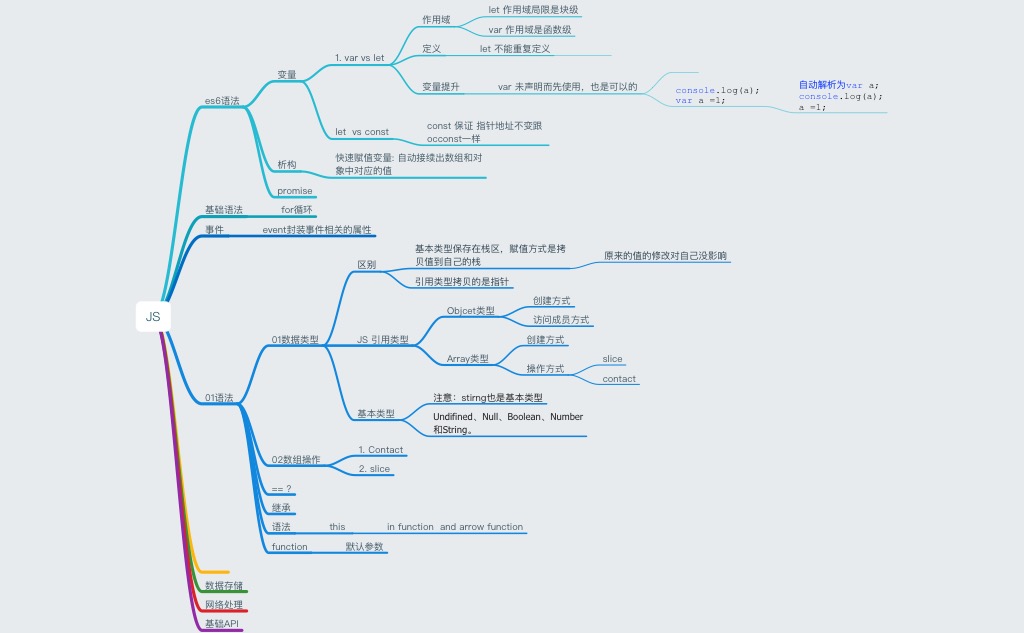 let 作用域局限是块级
作用域
var 作用域是函数级
定义
let 不能重复定义
1. var vs let
变量
变量提升
var 未声明而先使用，也是可以的
console.log(a);
var a =1;
自动解析为var a;
console.log(a);
a =1;
es6语法
let vs const
const 保证 指针地址不变跟
occonst一样
析构
快速赋值变量: 自动接续出数组和对
象中对应的值
promise
基础语法
for循环
事件
event封装事件相关的属性
JS
区别
基本类型保存在栈区，赋值方式是拷
贝值到自己的栈
原来的值的修改对自己没影响
引用类型拷贝的是指针
01数据类型
JS 引用类型
Objcet类型
创建方式
访问成员方式
Array类型
创建方式
操作方式
slice
contact
01语法
基本类型
注意：stirng也是基本类型
Undifined、Null、Boolean、Number
和String。
02数组操作
1. Contact
2. slice
== ?
继承
语法
this
in function and arrow function
function
默认参数
数据存储
网络处理
基础API